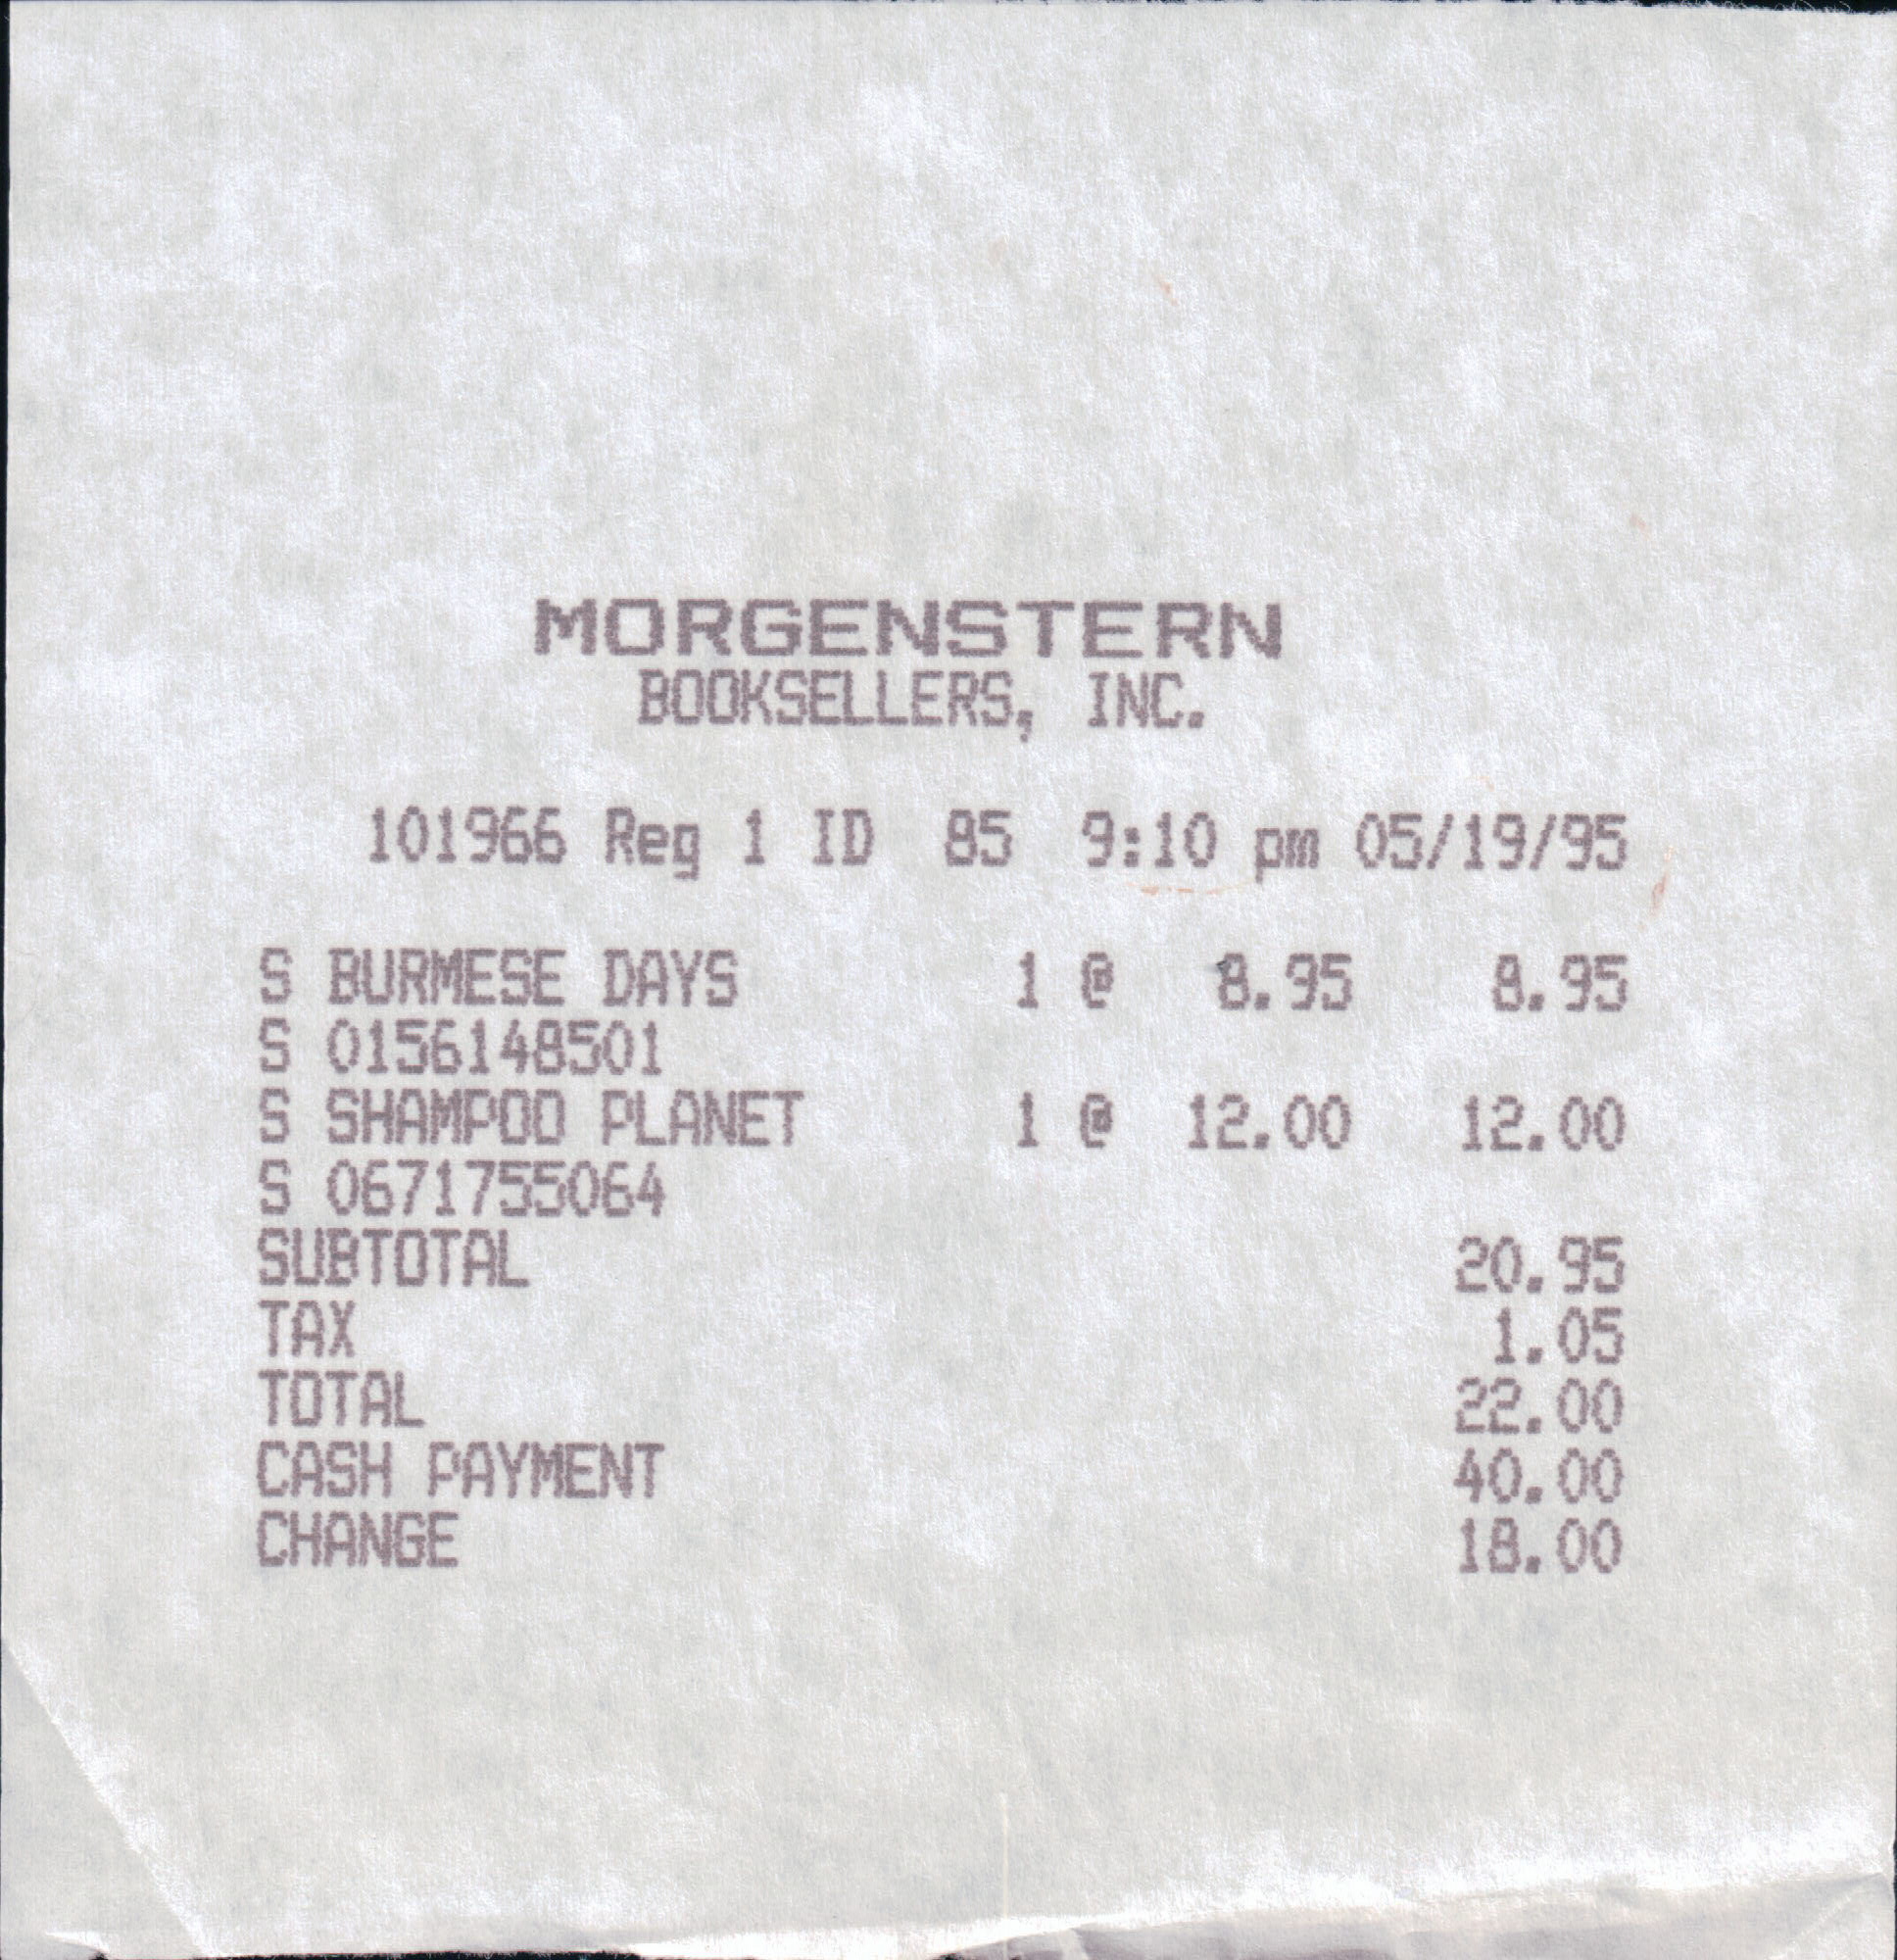 MORGENSTERN
BOOKSELLERS, INC.
101966 Reg 1 ID 85 9:10 pm 05/19/95
S BURMESE DAYS 1 @ 8.95 8.95
S 0156148501
S SHAMPOO PLANET 1 @ 12.00 12.00
S 0671755064
SUBTOTAL 20.95
TAX 1.05
TOTAL 22.00
CASH PAYMENT 40.00
CHANGE 18.00